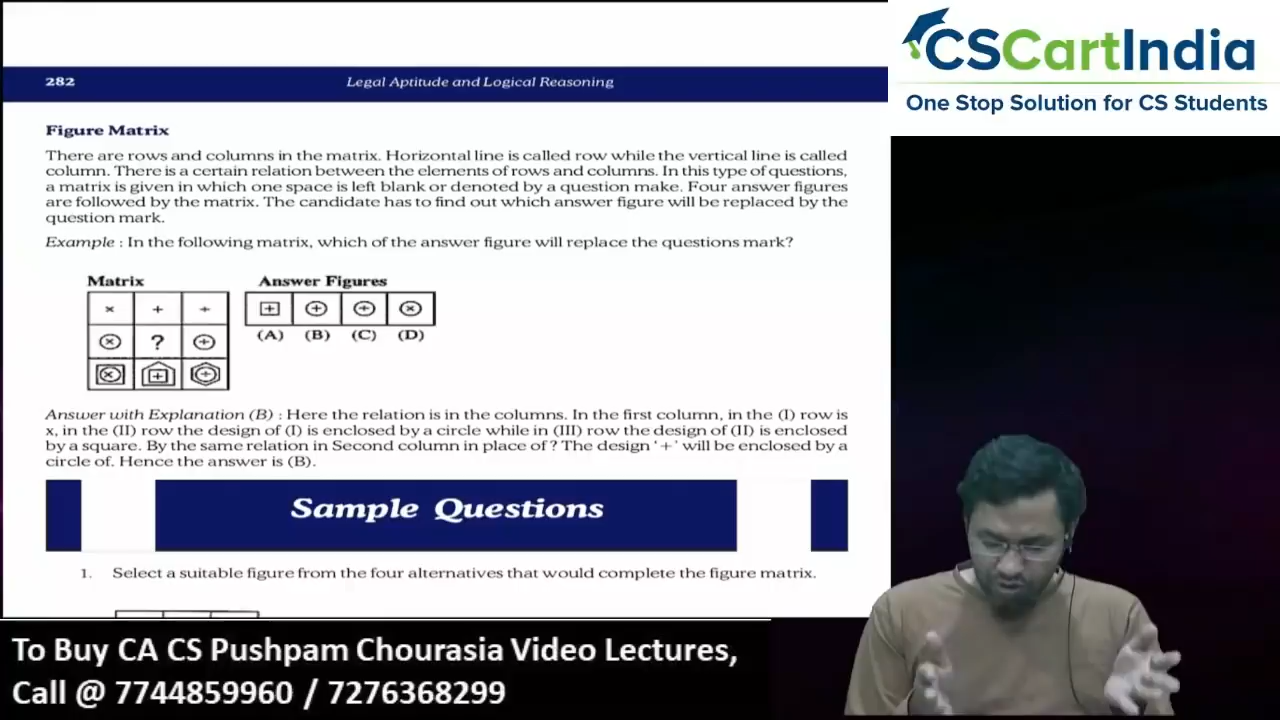 282
Legal Aptitude and Logical Reasoning
CSCartIndia
One Stop Solution for CS Students
Figure Matrix
There are rows and columns in the matrix. Horizontal line is called row while the vertical line is called
column. There is a certain relation between the elements of rows and columns. In this type of questions,
a matrix is given in which one space is left blank or denoted by a question make. Four answer figures
are followed by the matrix. The candidate has to find out which answer figure will be replaced by the
question mark.
Example : In the following matrix, which of the answer figure will replace the questions mark?
Matrix Answer Figures
× + +
?
(A) (B) (C) (D)
Answer with Explanation (B) : Here the relation is in the columns. In the first column, in the (I) row is
x, in the (II) row the design of (I) is enclosed by a circle while in (III) row the design of (II) is enclosed
by a square. By the same relation in Second column in place of ? The design ‘+’ will be enclosed by a
circle of. Hence the answer is (B).
Sample Questions
1. Select a suitable figure from the four alternatives that would complete the figure matrix.
To Buy CA CS Pushpam Chourasia Video Lectures,
Call @ 7744859960 / 7276368299